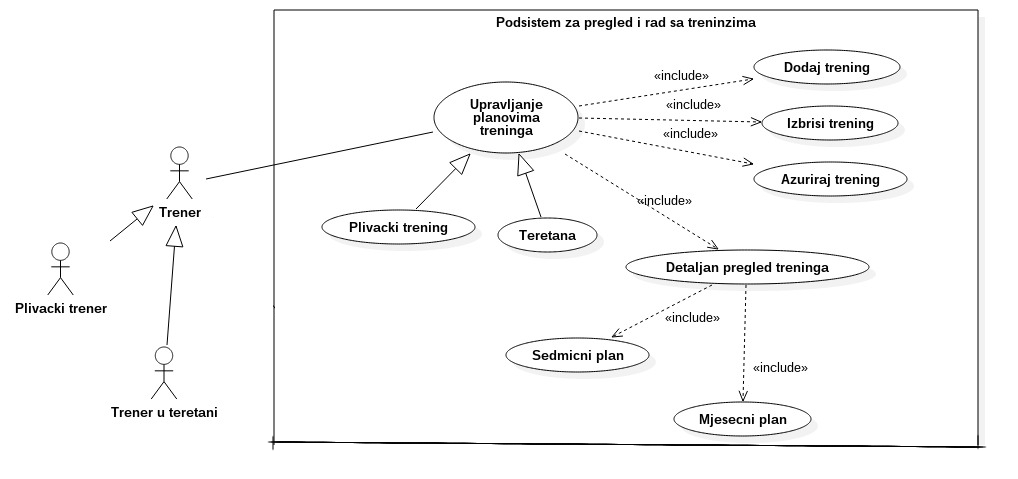 Podsistem za pregled i rad sa treninzima
«include»
Dodaj trening
Upravljanje
planovima
treninga
«include»
Izbrisi trening
«include»
Azuriraj trening
Trener
«include»
Plivacki trening
Teretana
Detaljan pregled treninga
Plivacki trener
«include»
Sedmicni plan
«include»
Trener u teretani
Mjesecni plan